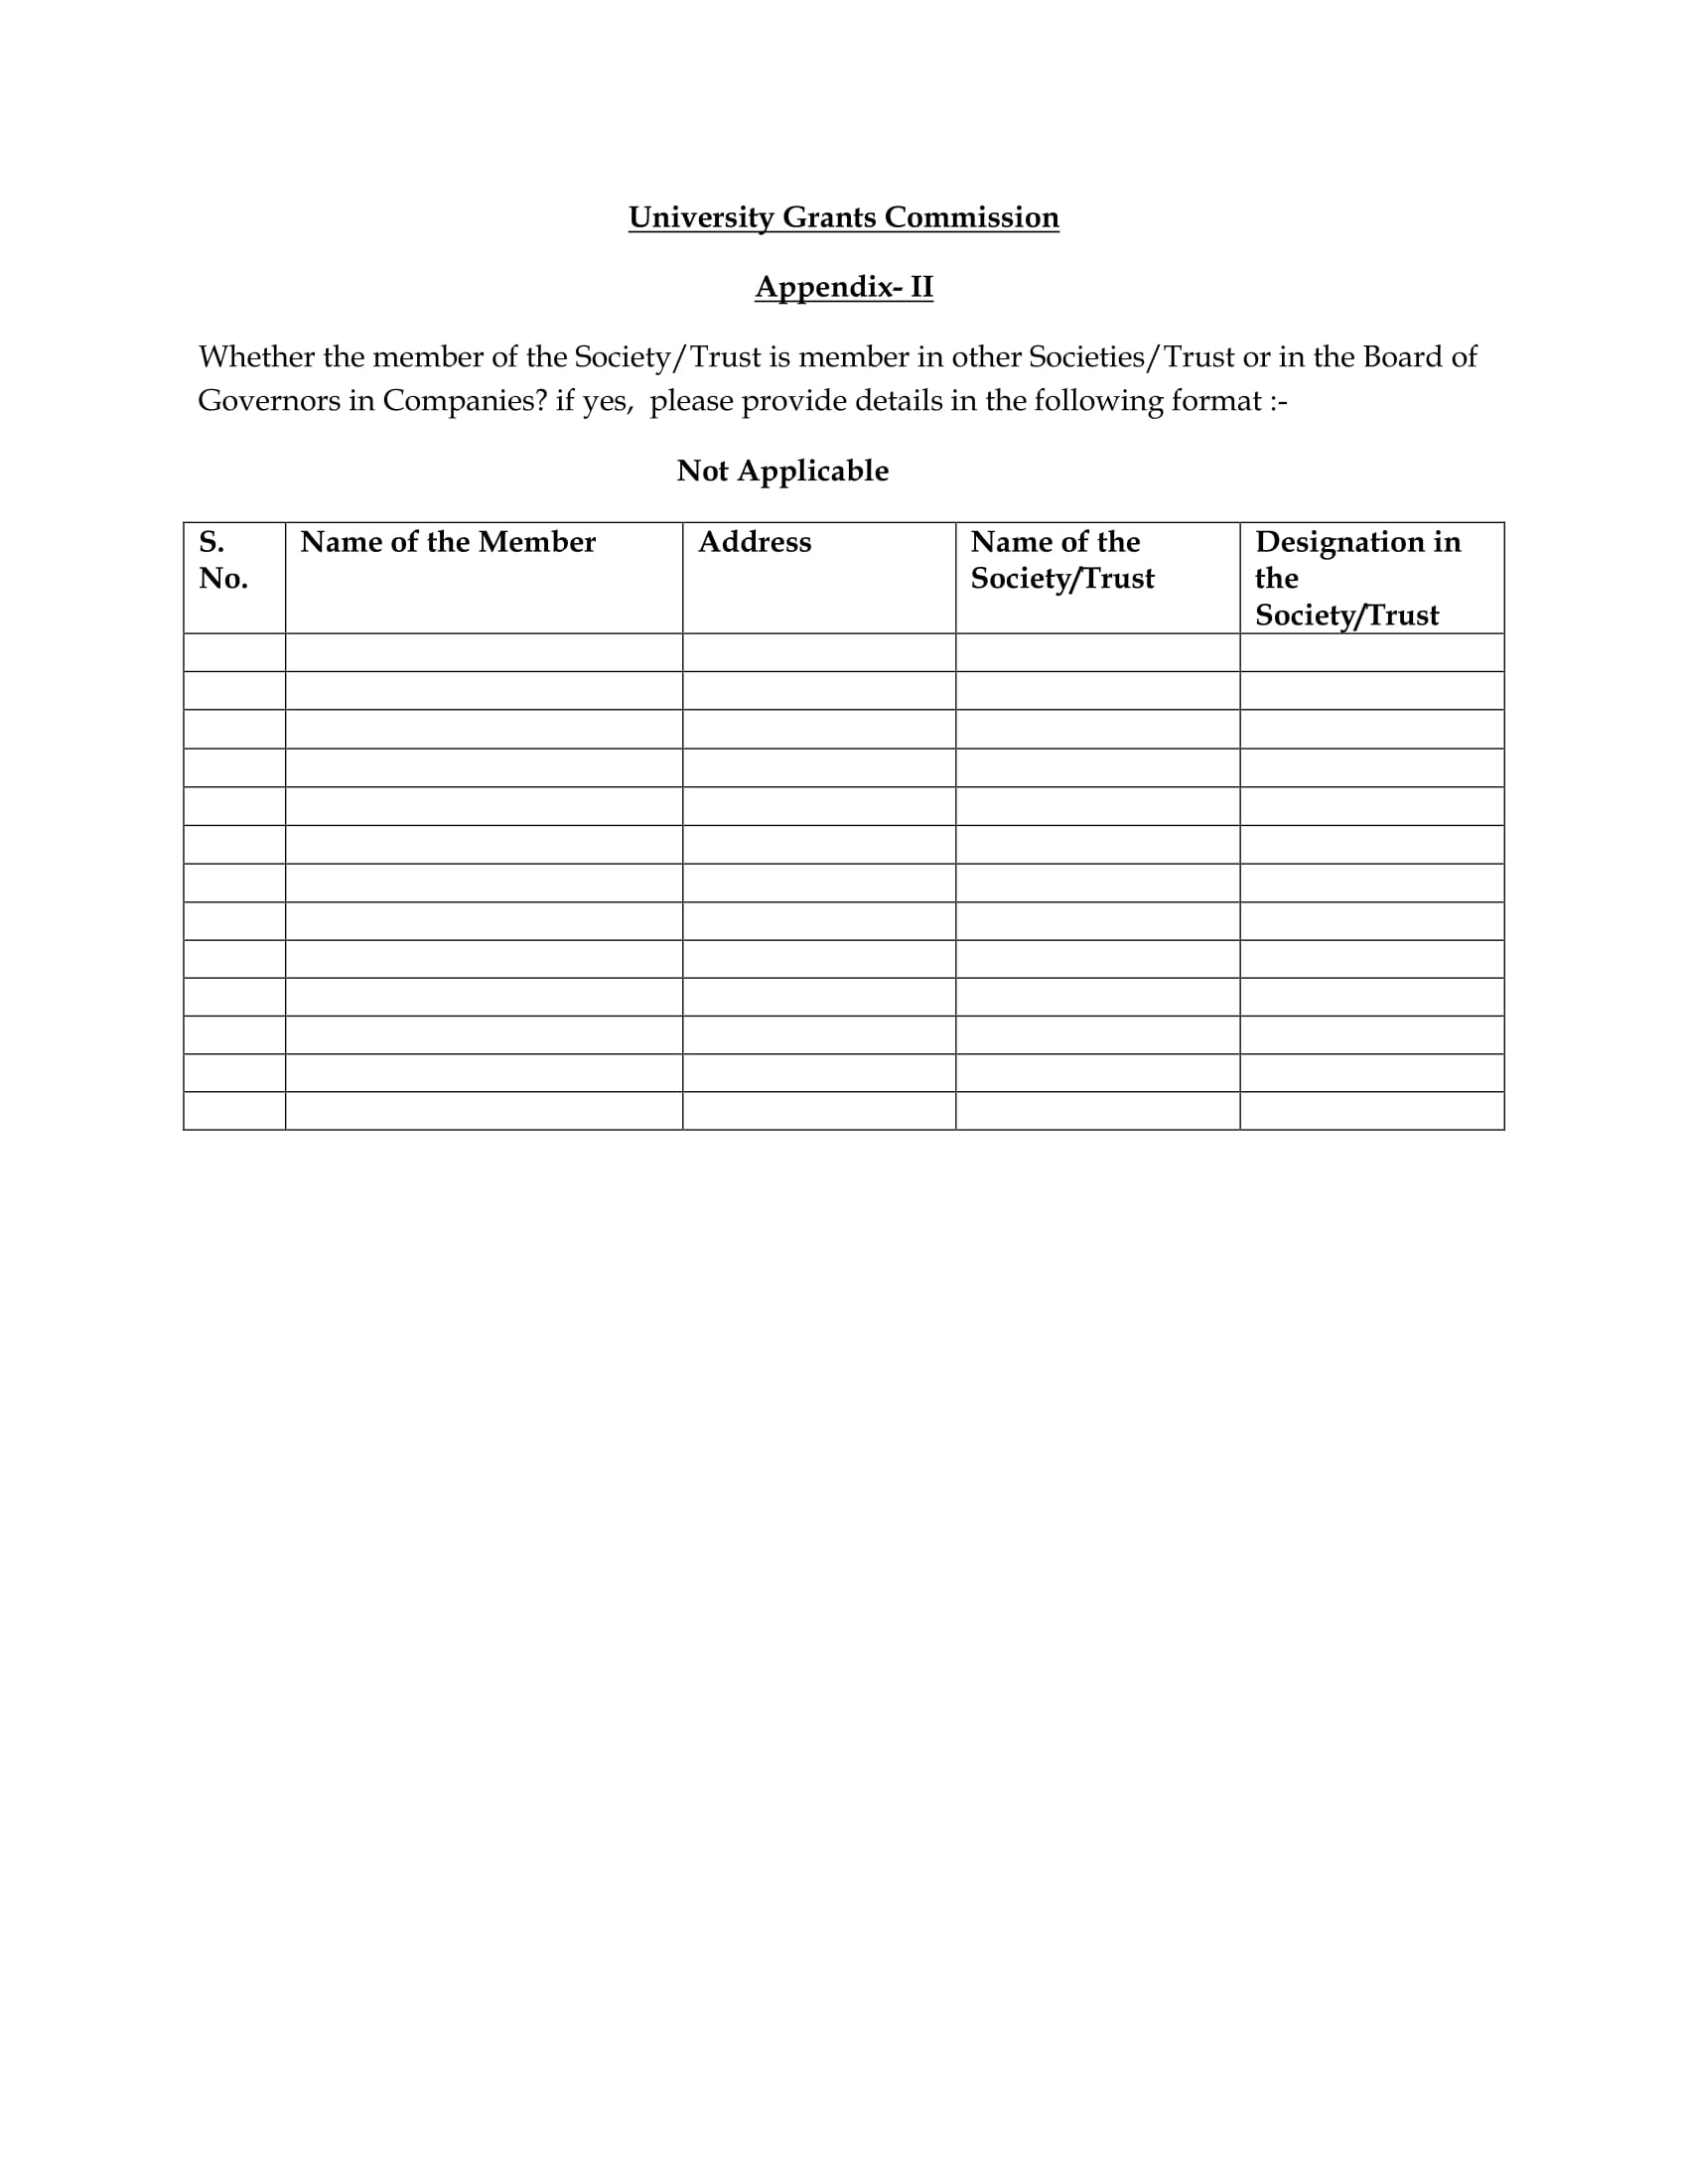 University Grants Commission
Appendix- II
Whether the member of the Society/Trust is member in other Societies/Trust or in the Board of
Governors in Companies? if yes,  please provide details in the following format :-
Not Applicable
S. No. Name of the Member Address Name of the Society/Trust Designation in the Society/Trust